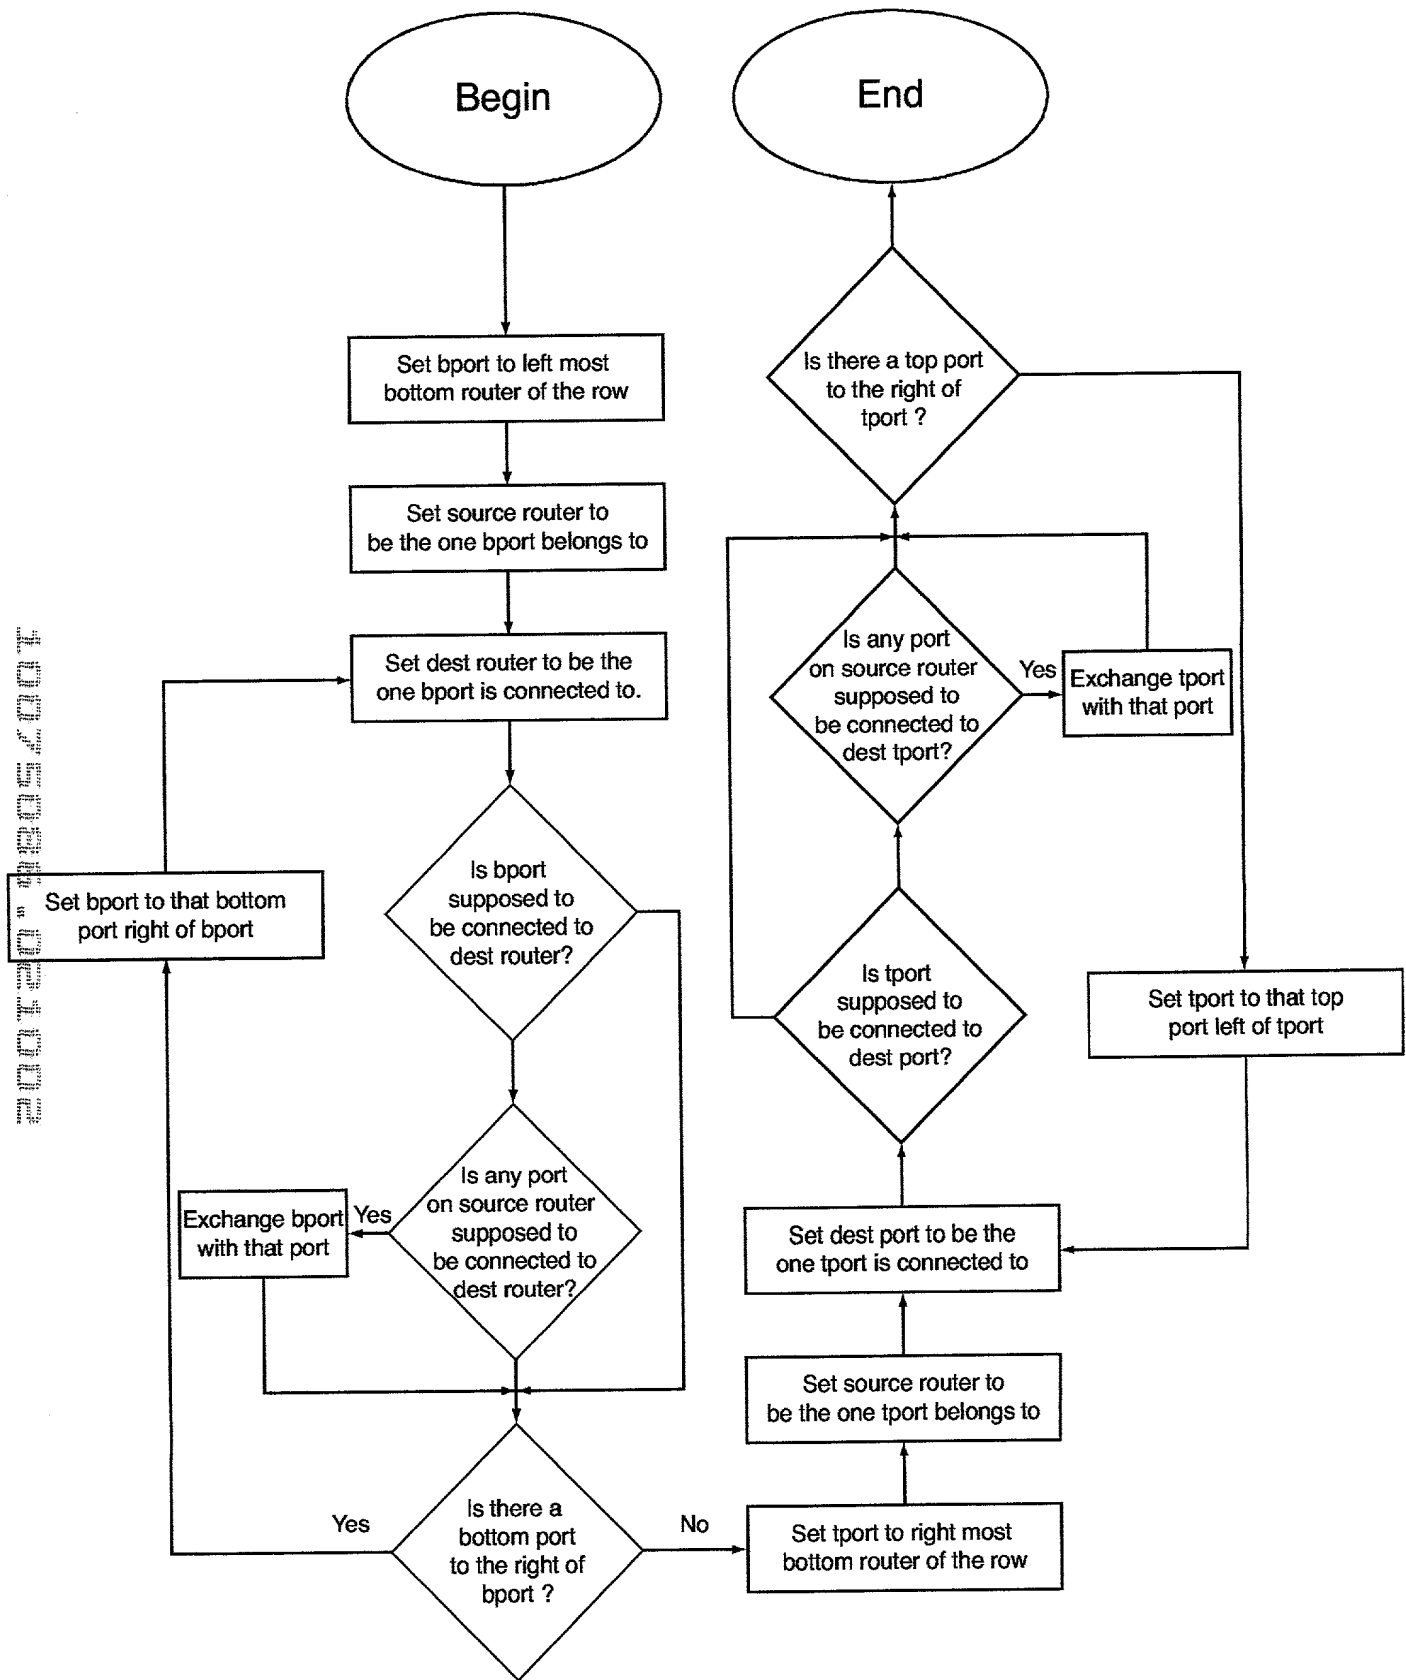 Begin
Set bport to left most
bottom router of the row
Set source router to
be the one bport belongs to
Set dest router to be the
one bport is connected to.
Is bport
supposed to
be connected to
dest router?
Set bport to that bottom
port right of bport
Is any port
on source router
supposed to
be connected to
dest router?
Yes
Exchange bport
with that port
Is there a
bottom port
to the right of
bport ?
Yes
No
Set tport to right most
bottom router of the row
Set source router to
be the one tport belongs to
Set dest port to be the
one tport is connected to
Is tport
supposed to
be connected to
dest port?
Is any port
on source router
supposed to
be connected to
dest tport?
Yes
Exchange tport
with that port
Is there a top port
to the right of
tport ?
Set tport to that top
port left of tport
End